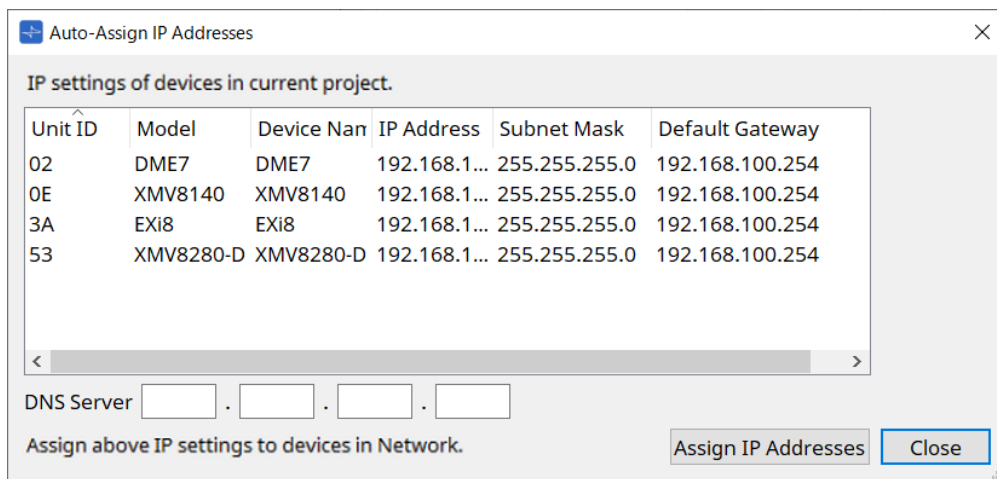 Auto-Assign IP Addresses
IP settings of devices in current project.
Unit ID Model Device Nam IP Address Subnet Mask Default Gateway
02 DME7 DME7 192.168.1... 255.255.255.0 192.168.100.254
0E XMV8140 XMV8140 192.168.1... 255.255.255.0 192.168.100.254
3A EXi8 EXi8 192.168.1... 255.255.255.0 192.168.100.254
53 XMV8280-D XMV8280-D 192.168.1... 255.255.255.0 192.168.100.254
DNS Server . . .
Assign above IP settings to devices in Network. Assign IP Addresses Close